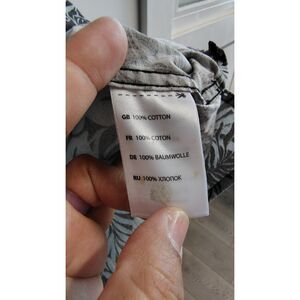 GB 100% COTTON
FR 100% COTON
DE 100% BAUMWOLLE
RU 100% ХЛОПОК